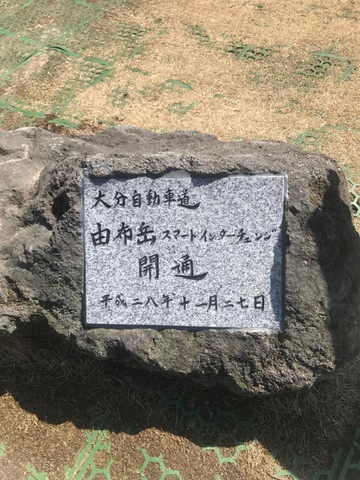 大分自動車道
由布岳スマートインターチェンジ
開通
平成二八年十二月二七日